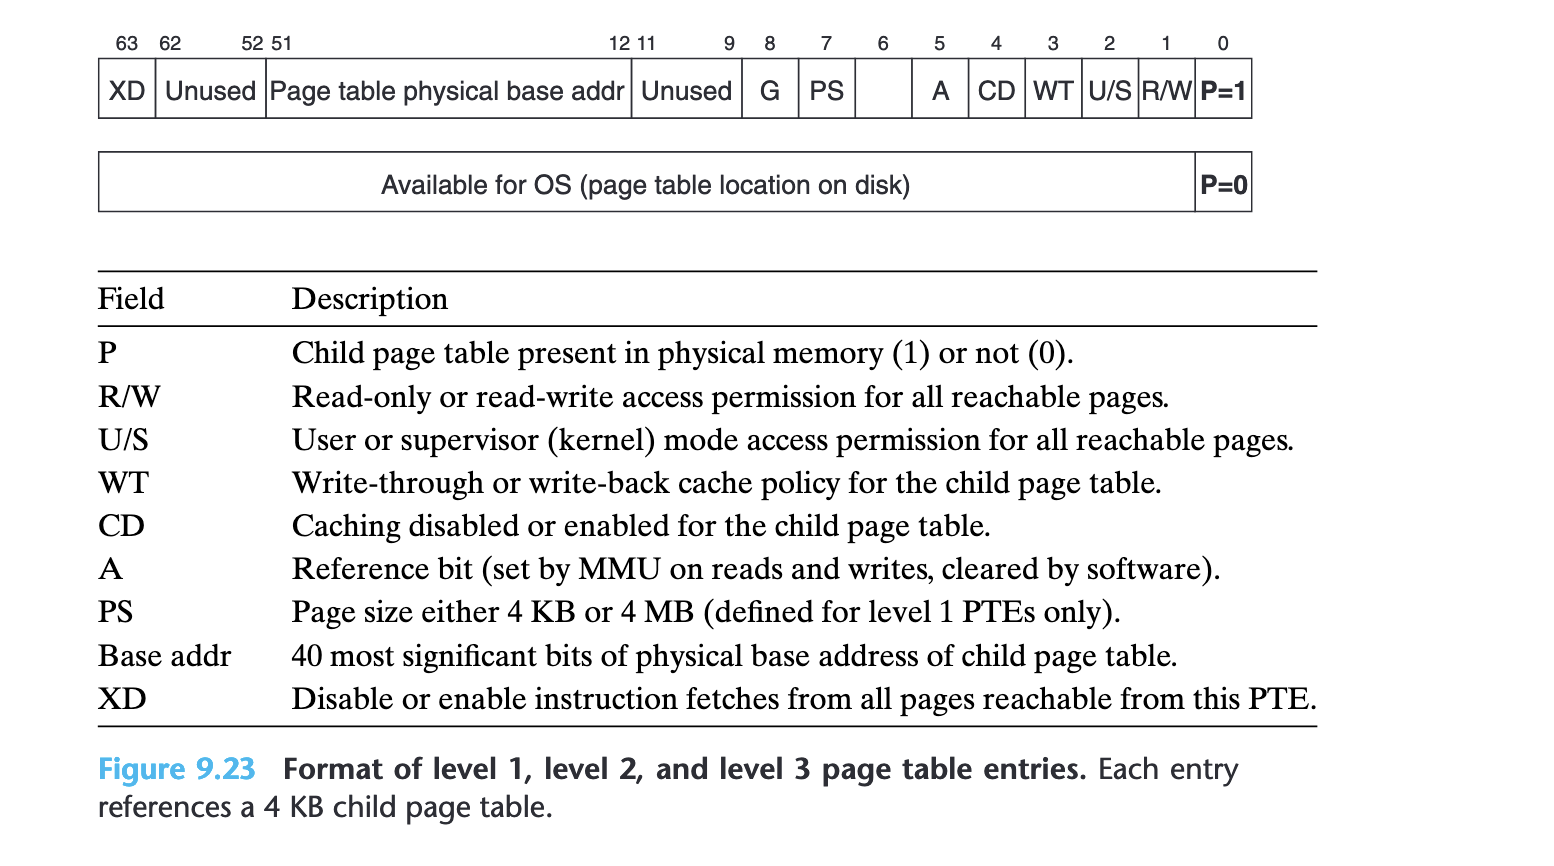 63 62 52 51 12 11 9 8 7 6 5 4 3 2 1 0
XD Unused Page table physical base addr Unused G PS A CD WT U/S R/W P=1
Available for OS (page table location on disk) P=0
Field Description
P Child page table present in physical memory (1) or not (0).
R/W Read-only or read-write access permission for all reachable pages.
U/S User or supervisor (kernel) mode access permission for all reachable pages.
WT Write-through or write-back cache policy for the child page table.
CD Caching disabled or enabled for the child page table.
A Reference bit (set by MMU on reads and writes, cleared by software).
PS Page size either 4 KB or 4 MB (defined for level 1 PTEs only).
Base addr 40 most significant bits of physical base address of child page table.
XD Disable or enable instruction fetches from all pages reachable from this PTE.
Figure 9.23 Format of level 1, level 2, and level 3 page table entries. Each entry
references a 4 KB child page table.